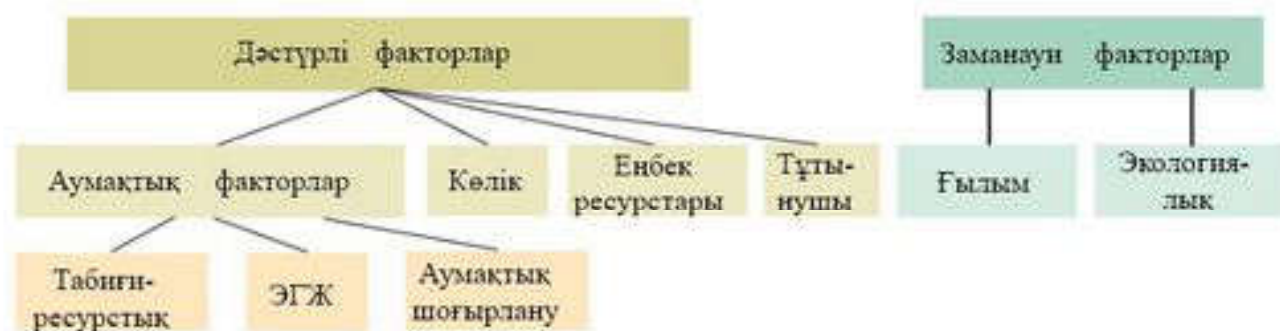 Дәстүрлі факторлар
Заманауи факторлар
Аумақтық факторлар
Көлік
Еңбек
ресурстары
Тұты-
нушы
Ғылым
Экология-
лық
Табиғи-
ресурстық
ЭГЖ
Аумақтық
шоғырлану